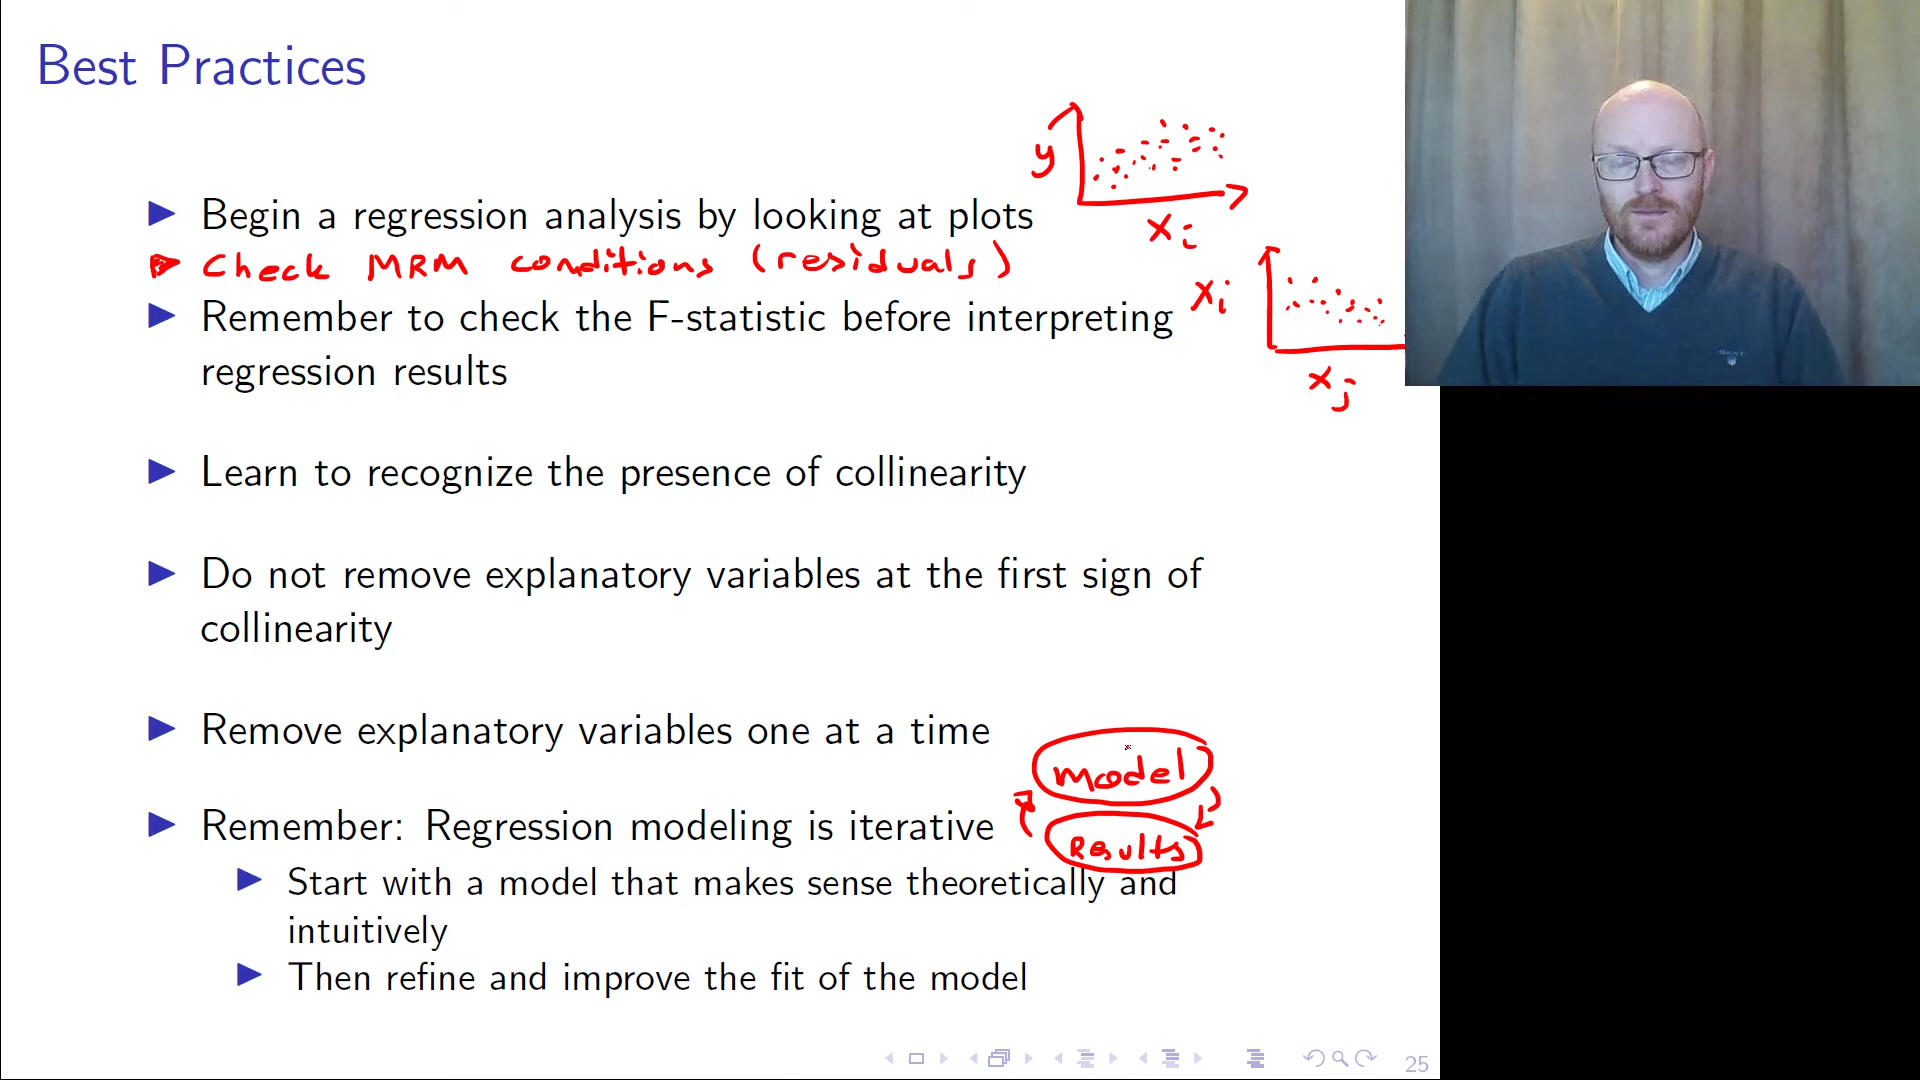 Best Practices
Begin a regression analysis by looking at plots
Check MRM conditions (residuals)
y
xi
Remember to check the F-statistic before interpreting
regression results
xi
xj
Learn to recognize the presence of collinearity
Do not remove explanatory variables at the first sign of
collinearity
Remove explanatory variables one at a time
Model
Remember: Regression modeling is iterative
Results
Start with a model that makes sense theoretically and
intuitively
Then refine and improve the fit of the model
GANT
25